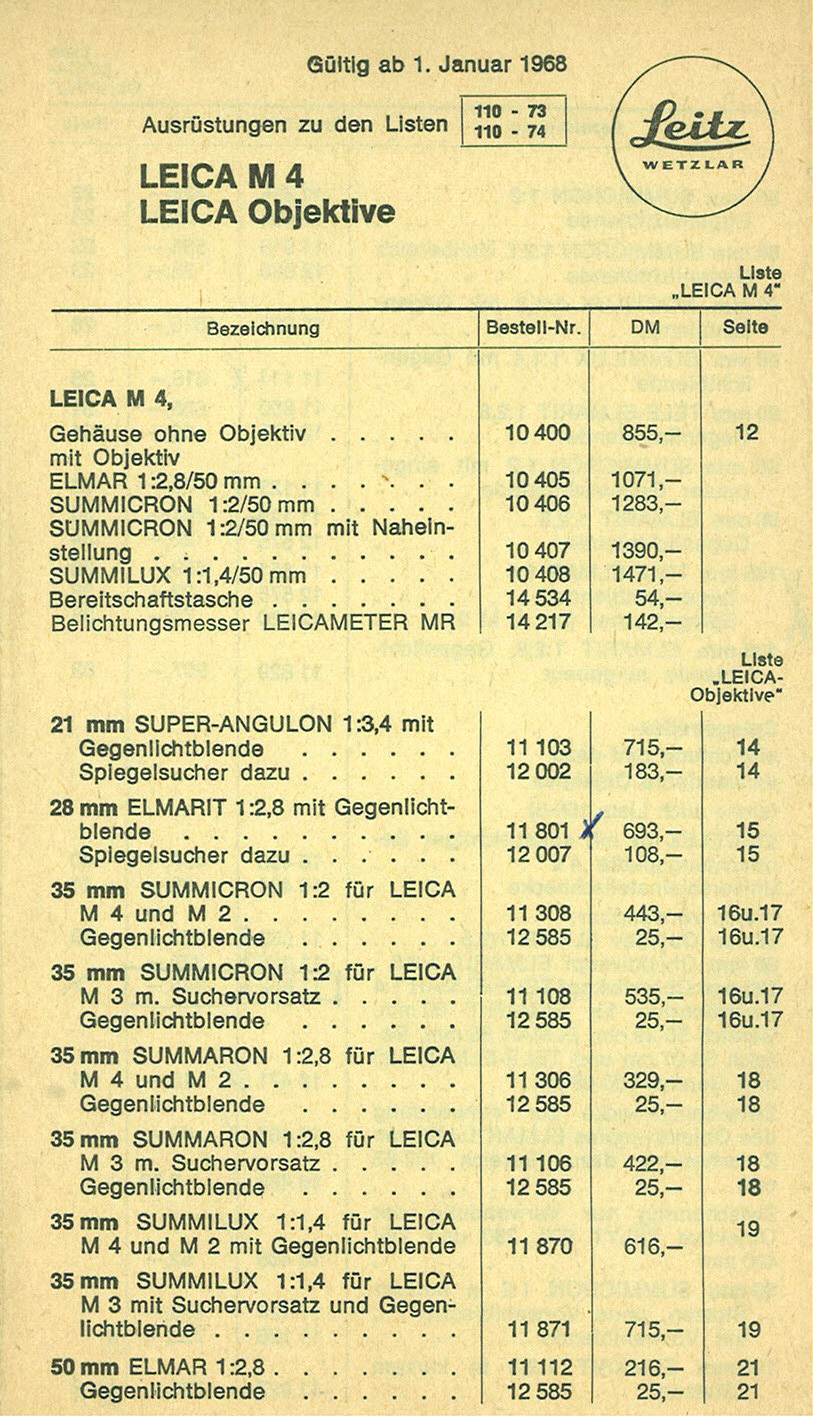 Gültig ab 1. Januar 1968
Ausrüstungen zu den Listen 110 - 73
110 - 74
Leitz
WETZLAR
LEICA M 4
LEICA Objektive
Liste
„LEICA M 4"
Bezeichnung Bestell-Nr. DM Seite
LEICA M 4,
Gehäuse ohne Objektiv . . . . . 10 400 855,— 12
mit Objektiv
ELMAR 1:2,8/50 mm . . . . . . . 10 405 1071,—
SUMMICRON 1:2/50 mm . . . . . 10 406 1283,—
SUMMICRON 1:2/50 mm mit Nahein-
stellung . . . . . . . . . . . 10 407 1390,—
SUMMILUX 1:1,4/50 mm . . . . . 10 408 1471,—
Bereitschaftstasche . . . . . . . 14 534 54,—
Belichtungsmesser LEICAMETER MR 14 217 142,—
Liste
„LEICA-
Objektive"
21 mm SUPER-ANGULON 1:3,4 mit
Gegenlichtblende . . . . . . 11 103 715,— 14
Spiegelsucher dazu . . . . . . 12 002 183,— 14
28 mm ELMARIT 1:2,8 mit Gegenlicht-
blende . . . . . . . . . . 11 801 x 693,— 15
Spiegelsucher dazu . . . . . . 12 007 108,— 15
35 mm SUMMICRON 1:2 für LEICA
M 4 und M 2 . . . . . . . . 11 308 443,— 16u.17
Gegenlichtblende . . . . . . 12 585 25,— 16u.17
35 mm SUMMICRON 1:2 für LEICA
M 3 m. Suchervorsatz . . . . . 11 108 535,— 16u.17
Gegenlichtblende . . . . . . 12 585 25,— 16u.17
35 mm SUMMARON 1:2,8 für LEICA
M 4 und M 2 . . . . . . . . 11 306 329,— 18
Gegenlichtblende . . . . . . 12 585 25,— 18
35 mm SUMMARON 1:2,8 für LEICA
M 3 m. Suchervorsatz . . . . . 11 106 422,— 18
Gegenlichtblende . . . . . . 12 585 25,— 18
35 mm SUMMILUX 1:1,4 für LEICA
M 4 und M 2 mit Gegenlichtblende 11 870 616,— 19
35 mm SUMMILUX 1:1,4 für LEICA
M 3 mit Suchervorsatz und Gegen-
lichtblende . . . . . . . . . 11 871 715,— 19
50 mm ELMAR 1:2,8 . . . . . . . 11 112 216,— 21
Gegenlichtblende . . . . . . 12 585 25,— 21